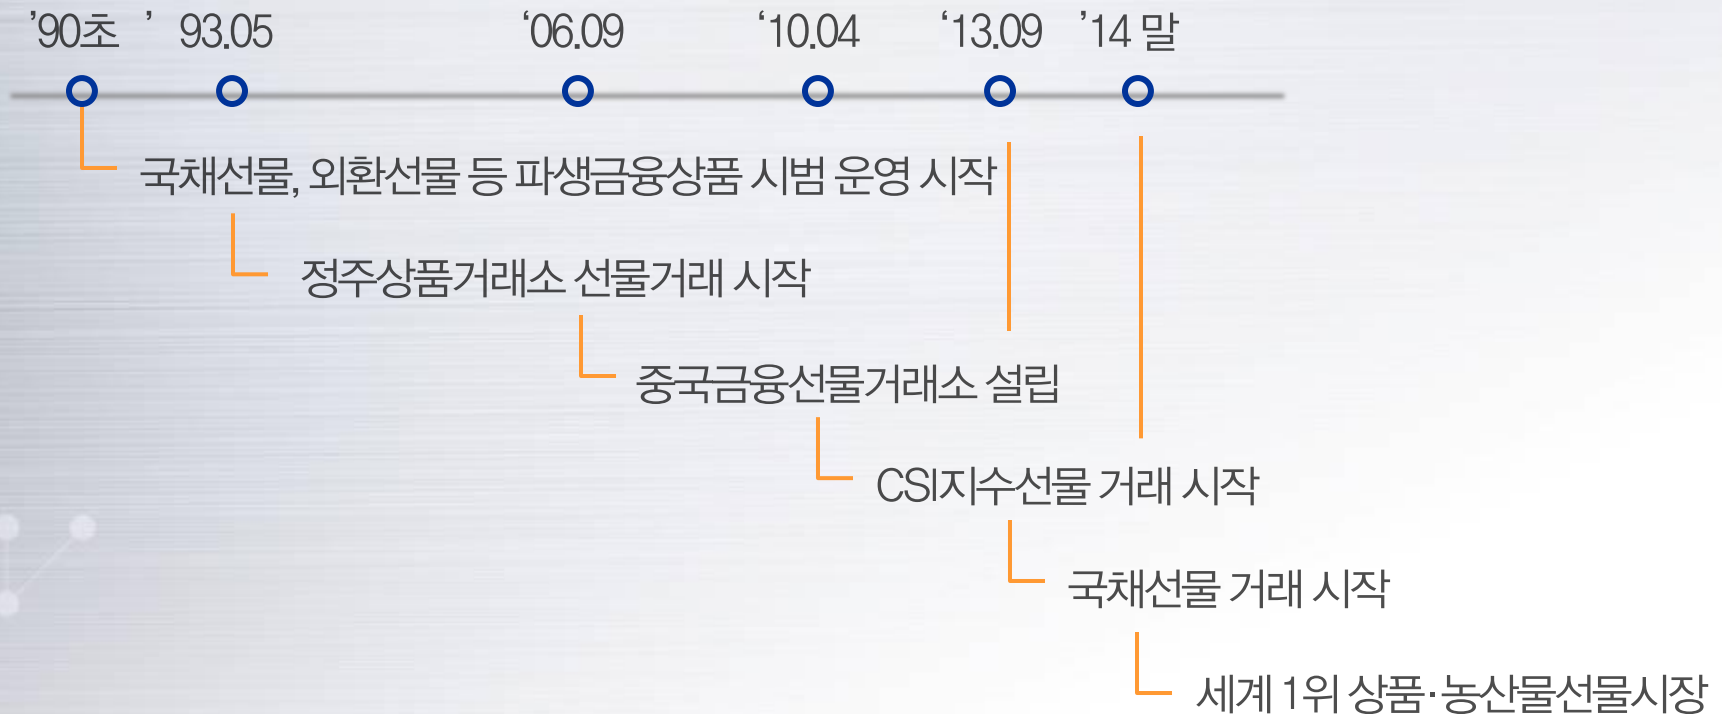 ’90초 ’ 93.05 ‘06.09 ‘10.04 ‘13.09 ’14 말
국채선물, 외환선물 등 파생금융상품 시범 운영 시작
정주상품거래소 선물거래 시작
중국금융선물거래소 설립
CSI지수선물 거래 시작
국채선물 거래 시작
세계 1위 상품·농산물선물시장